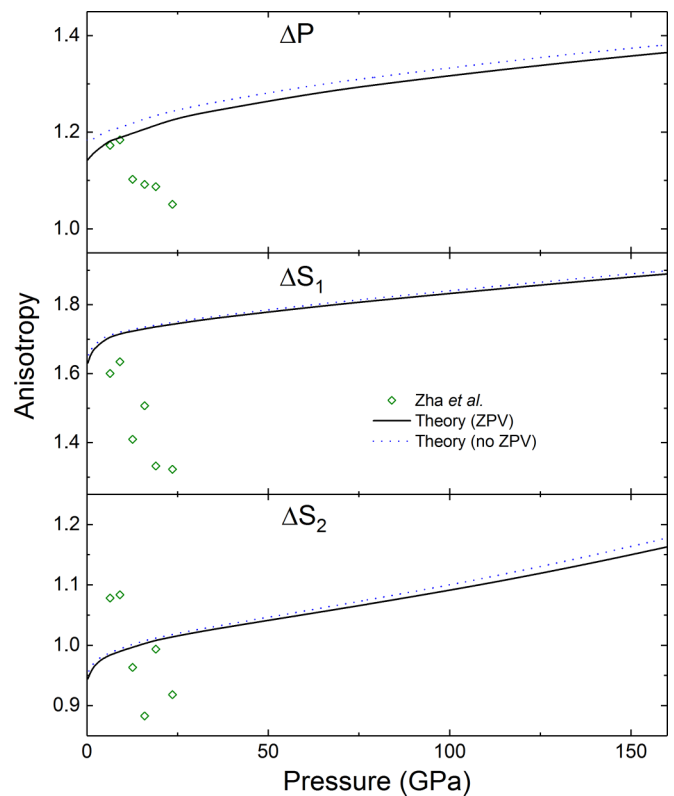 ΔP
1.4
1.2
1.0
ΔS1
1.8
1.6
1.4
Anisotropy
Zha et al.
Theory (ZPV)
Theory (no ZPV)
ΔS2
1.2
1.1
1.0
0.9
0 50 100 150
Pressure (GPa)